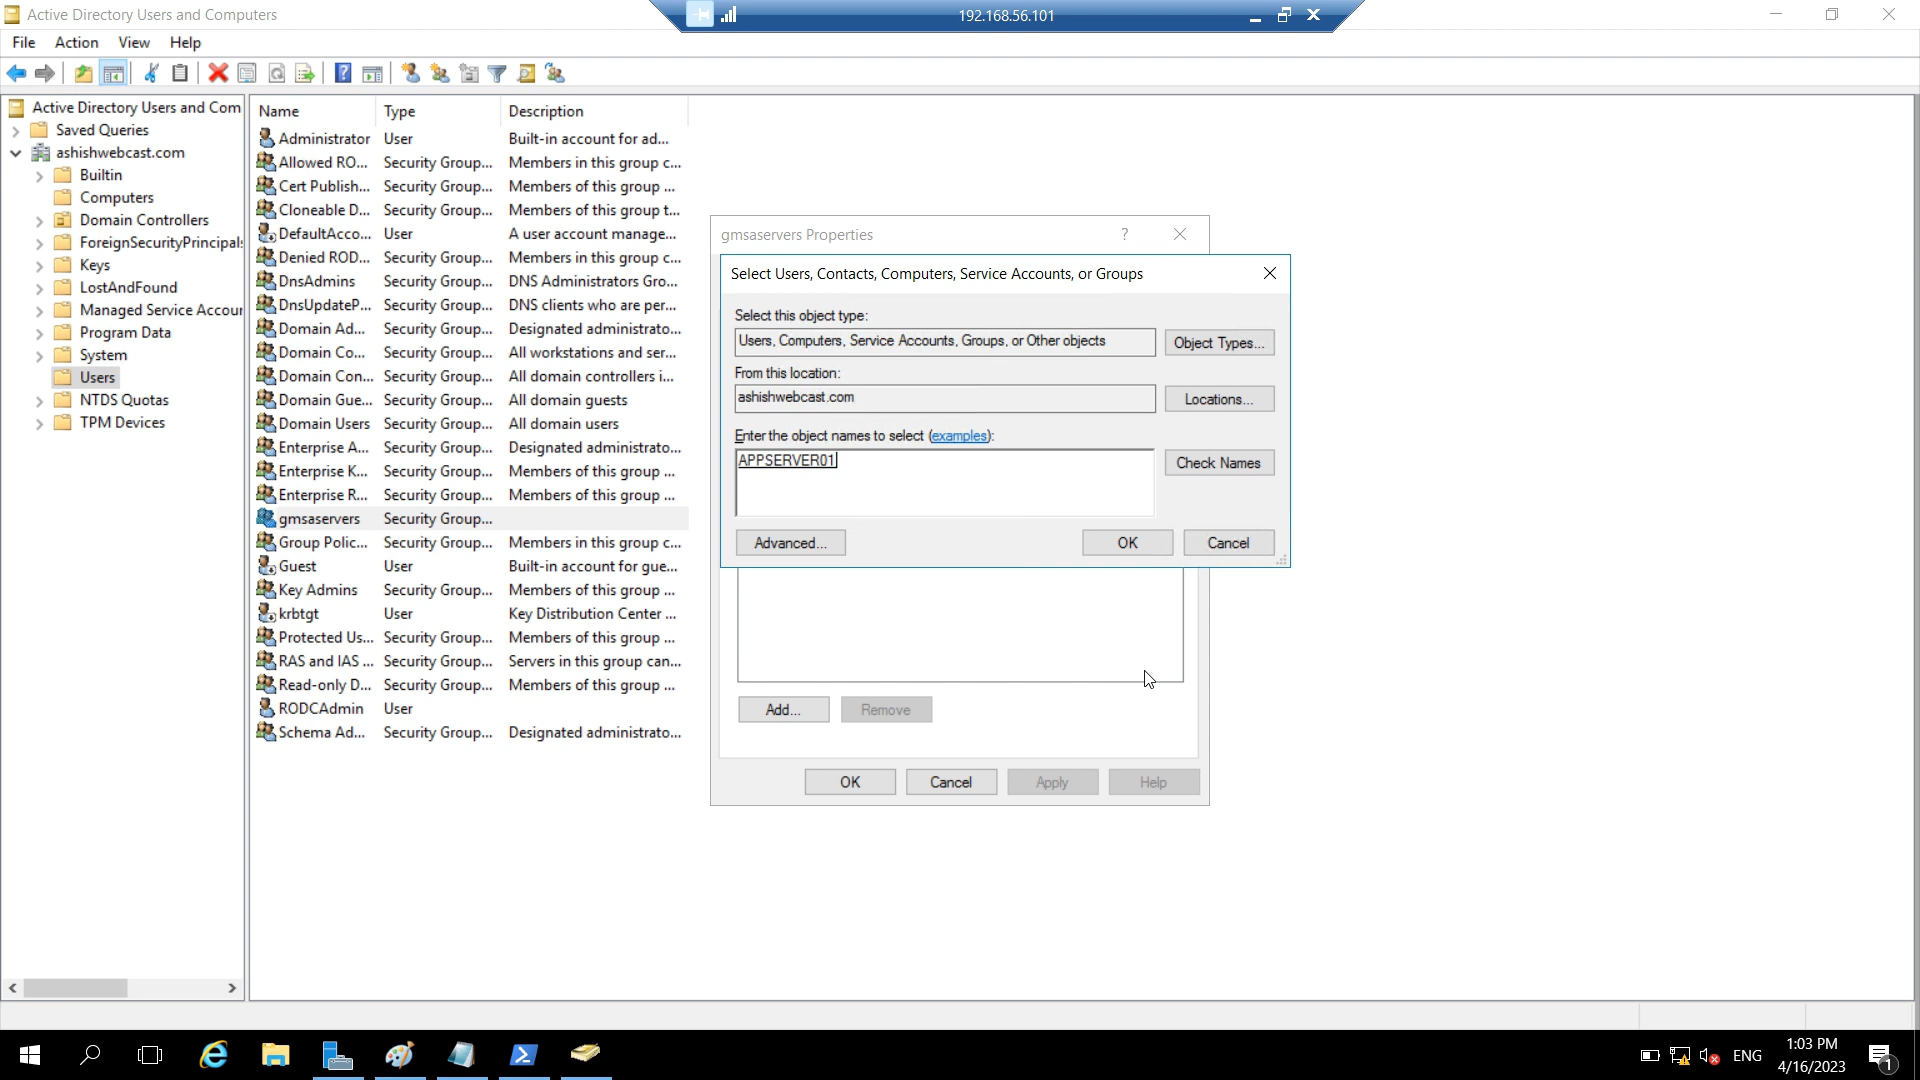 Active Directory Users and Computers
192.168.56.101
File Action View Help
Active Directory Users and Com
Saved Queries
ashishwebcast.com
Builtin
Computers
Domain Controllers
ForeignSecurityPrincipals
Keys
LostAndFound
Managed Service Accour
Program Data
System
Users
NTDS Quotas
TPM Devices
Name Type Description
Administrator User Built-in account for ad...
Allowed RO... Security Group... Members in this group c...
Cert Publish... Security Group... Members of this group ...
Cloneable D... Security Group... Members of this group t...
DefaultAcco... User A user account manage...
Denied ROD... Security Group... Members in this group c...
DnsAdmins Security Group... DNS Administrators Gro...
DnsUpdateP... Security Group... DNS clients who are per...
Domain Ad... Security Group... Designated administrato...
Domain Co... Security Group... All workstations and ser...
Domain Con... Security Group... All domain controllers i...
Domain Gue... Security Group... All domain guests
Domain Users Security Group... All domain users
Enterprise A... Security Group... Designated administrato...
Enterprise K... Security Group... Members of this group ...
Enterprise R... Security Group... Members of this group ...
gmsaservers Security Group...
Group Polic... Security Group... Members in this group c...
Guest User Built-in account for gue...
Key Admins Security Group... Members of this group ...
krbtgt User Key Distribution Center ...
Protected Us... Security Group... Members of this group ...
RAS and IAS ... Security Group... Servers in this group can...
Read-only D... Security Group... Members of this group ...
RODCAdmin User
Schema Ad... Security Group... Designated administrato...
gmsaservers Properties ?
Select Users, Contacts, Computers, Service Accounts, or Groups
Select this object type:
Users, Computers, Service Accounts, Groups, or Other objects Object Types...
From this location:
ashishwebcast.com Locations...
Enter the object names to select (examples):
APPSERVER01 Check Names
Advanced... OK Cancel
Add... Remove
OK Cancel Apply Help
ENG
1:03 PM
4/16/2023
1